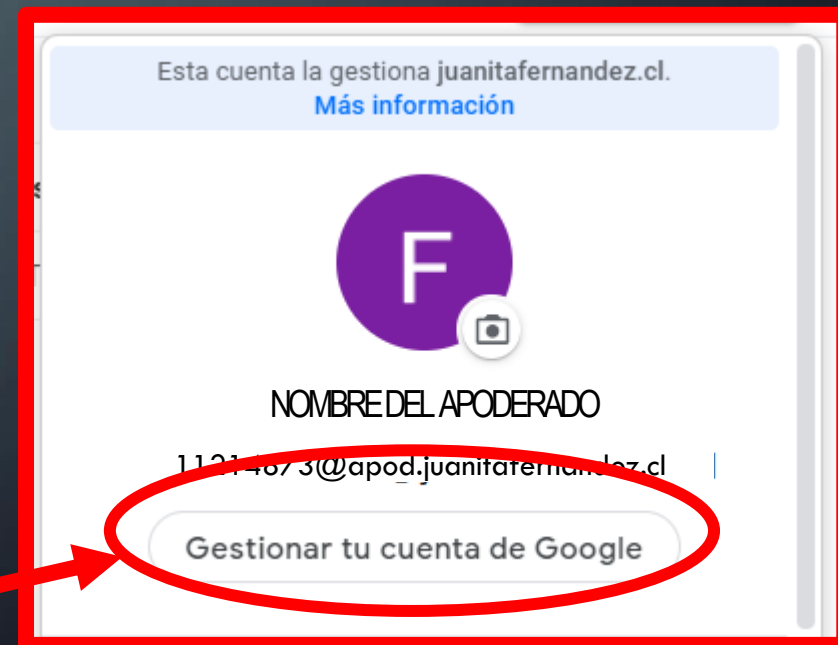 Esta cuenta la gestiona juanitafernandez.cl.
Más información
F
NOMBRE DEL APODERADO
@apod.juanitafernandez.cl
Gestionar tu cuenta de Google